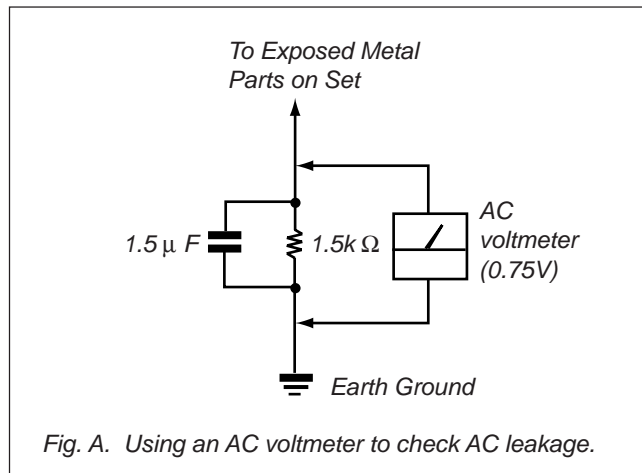 To Exposed Metal
Parts on Set
1.5 μ F
1.5k Ω
AC
voltmeter
(0.75V)
Earth Ground
Fig. A. Using an AC voltmeter to check AC leakage.